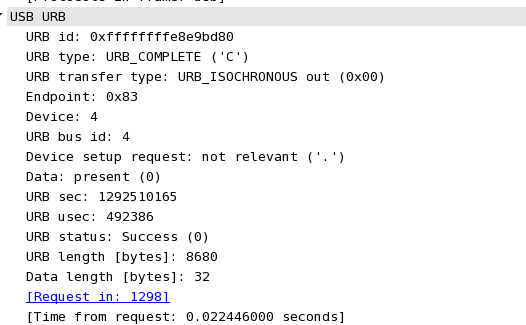 USB URB
URB id: 0xffffffffe8e9bd80
URB type: URB_COMPLETE ('C')
URB transfer type: URB_ISOCHRONOUS out (0x00)
Endpoint: 0x83
Device: 4
URB bus id: 4
Device setup request: not relevant ('.')
Data: present (0)
URB sec: 1292510165
URB usec: 492386
URB status: Success (0)
URB length [bytes]: 8680
Data length [bytes]: 32
[Request in: 1298]
[Time from request: 0.022446000 seconds]